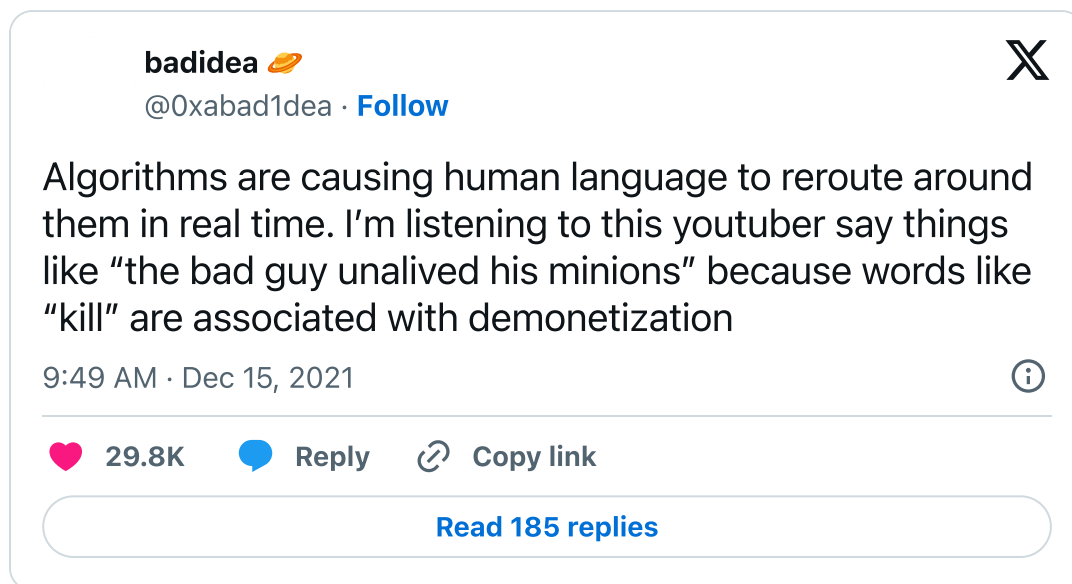 badidea 🪐
@0xabad1dea · Follow
Algorithms are causing human language to reroute around
them in real time. I’m listening to this youtuber say things
like “the bad guy unalived his minions” because words like
“kill” are associated with demonetization
9:49 AM · Dec 15, 2021
29.8K Reply Copy link
Read 185 replies